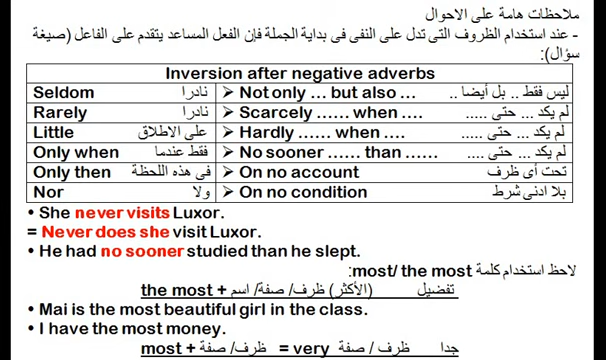 ملاحظات هامة على الاحوال
- عند استخدام الظروف التى تدل على النفى فى بداية الجملة فإن الفعل المساعد يتقدم على الفاعل (صيغة
سؤال):
Inversion after negative adverbs
Seldom نادرا ➢ Not only … but also … ليس فقط .. بل أيضا ..
Rarely نادرا ➢ Scarcely …… when …. لم يكد ... حتى .....
Little على الاطلاق ➢ Hardly …… when …. لم يكد ... حتى .....
Only when فقط عندما ➢ No sooner …… than …… لم يكد ... حتى ....
Only then فى هذه اللحظة ➢ On no account تحت أى ظرف
Nor ولا ➢ On no condition بلا ادنى شرط
• She never visits Luxor.
= Never does she visit Luxor.
• He had no sooner studied than he slept.
لاحظ استخدام كلمة most/ the most:
تفضيل (الأكثر) ظرف/ صفة/ اسم + the most
• Mai is the most beautiful girl in the class.
• I have the most money.
جدا ظرف / صفة very = ظرف/ صفة + most